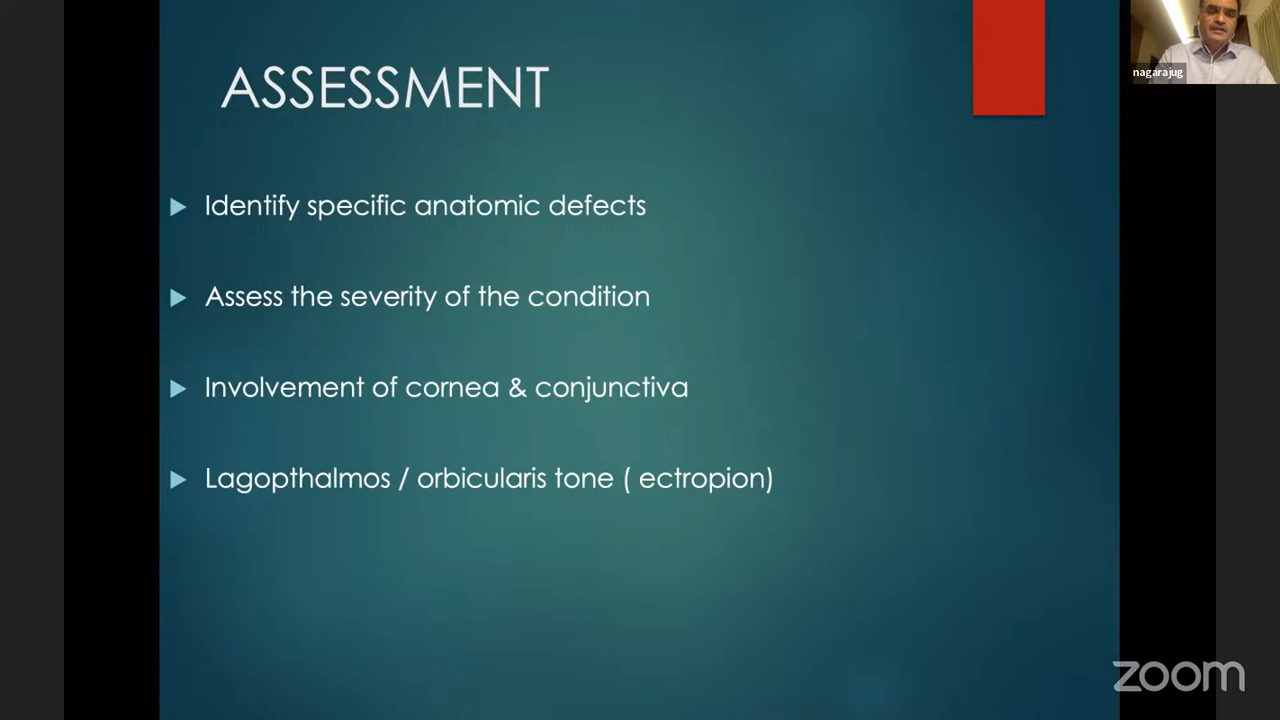 ASSESSMENT
nagarajug
Identify specific anatomic defects
Assess the severity of the condition
Involvement of cornea & conjunctiva
Lagopthalmos / orbicularis tone ( ectropion)
zoom